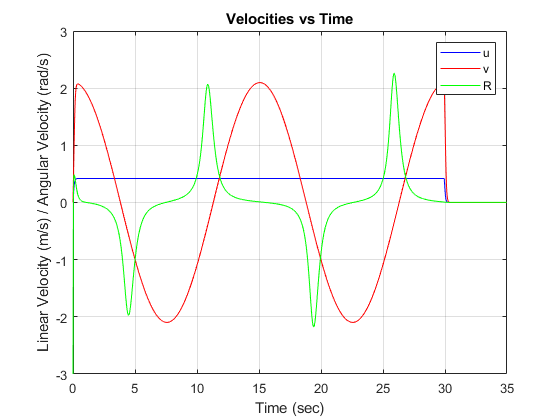 Velocities vs Time
Linear Velocity (m/s) / Angular Velocity (rad/s)
3
2
1
0
-1
-2
-3
u
v
R
0 5 10 15 20 25 30 35
Time (sec)